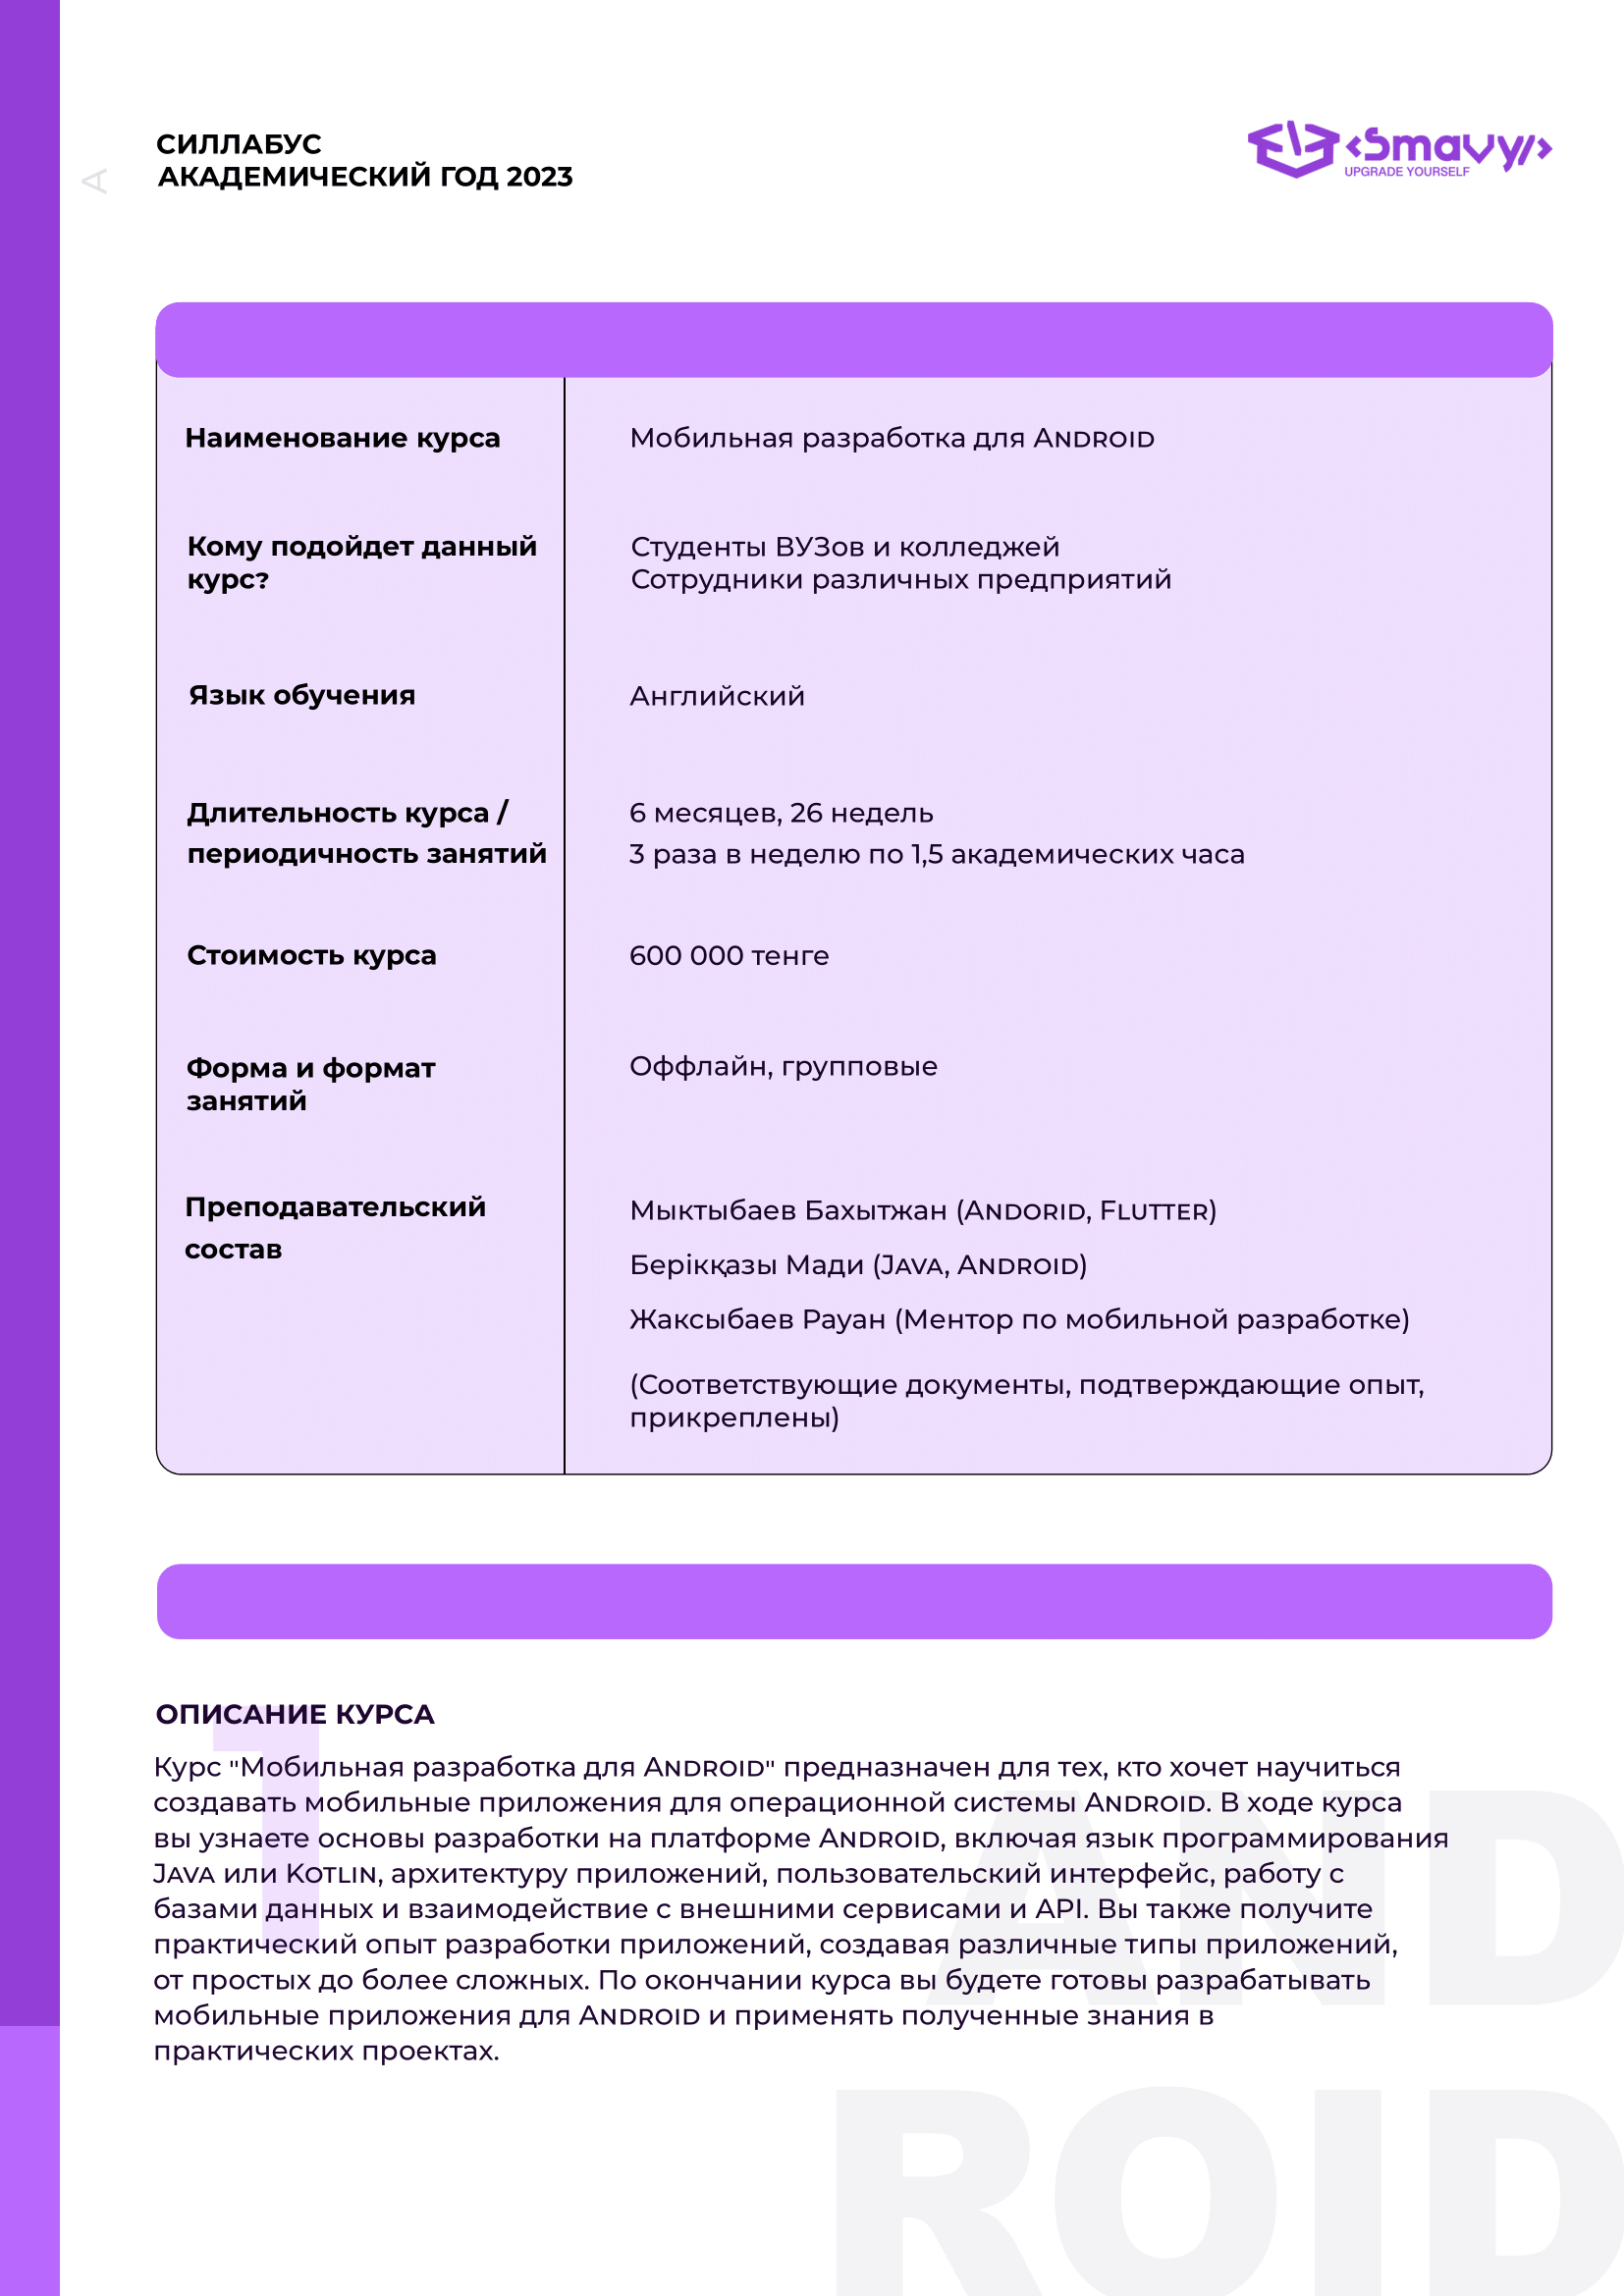 СИЛЛАБУС
АКАДЕМИЧЕСКИЙ ГОД 2023
A
<Smavy/>
UPGRADE YOURSELF
Наименование курса
Мобильная разработка для Android
Кому подойдет данный
курс?
Студенты ВУЗов и колледжей
Сотрудники различных предприятий
Язык обучения
Английский
Длительность курса /
периодичность занятий
6 месяцев, 26 недель
3 раза в неделю по 1,5 академических часа
Стоимость курса
600 000 тенге
Форма и формат
занятий
Оффлайн, групповые
Преподавательский
состав
Мыктыбаев Бахытжан (Andorid, Flutter)
Берікқазы Мади (Java, Android)
Жаксыбаев Рауан (Ментор по мобильной разработке)
(Соответствующие документы, подтверждающие опыт,
прикреплены)
1
ОПИСАНИЕ КУРСА
Курс "Мобильная разработка для Android" предназначен для тех, кто хочет научиться
создавать мобильные приложения для операционной системы Android. В ходе курса
вы узнаете основы разработки на платформе Android, включая язык программирования
Java или Kotlin, архитектуру приложений, пользовательский интерфейс, работу с
базами данных и взаимодействие с внешними сервисами и API. Вы также получите
практический опыт разработки приложений, создавая различные типы приложений,
от простых до более сложных. По окончании курса вы будете готовы разрабатывать
мобильные приложения для Android и применять полученные знания в
практических проектах.
AND
ROID